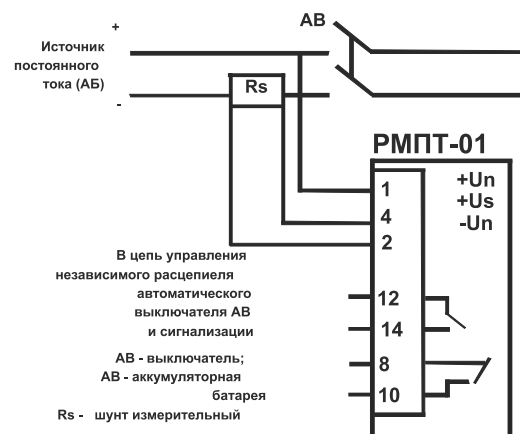 +
АВ
Источник
постоянного
тока (АБ)
-
Rs
РМПТ-01
1
+Un
4
+Us
2
-Un
В цепь управления
независимого расцепиеля
автоматического
выключателя АВ
и сигнализации
12
14
8
10
АВ - выключатель;
АВ - аккумуляторная
батарея
Rs - шунт измерительный